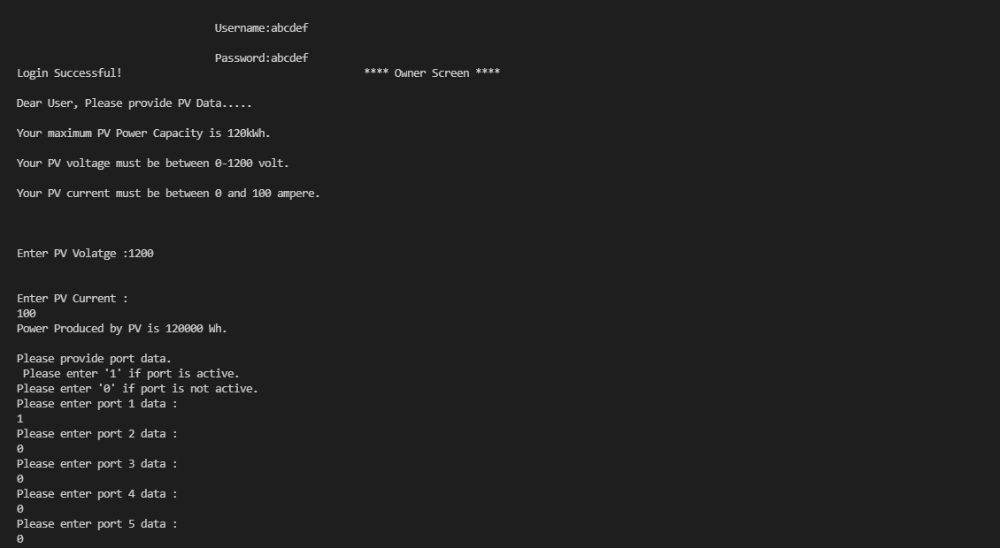 Username:abcdef
Password:abcdef
Login Successful! **** Owner Screen ****
Dear User, Please provide PV Data.....
Your maximum PV Power Capacity is 120kWh.
Your PV voltage must be between 0-1200 volt.
Your PV current must be between 0 and 100 ampere.
Enter PV Volatge :1200
Enter PV Current :
100
Power Produced by PV is 120000 Wh.
Please provide port data.
Please enter '1' if port is active.
Please enter '0' if port is not active.
Please enter port 1 data :
1
Please enter port 2 data :
0
Please enter port 3 data :
0
Please enter port 4 data :
0
Please enter port 5 data :
0